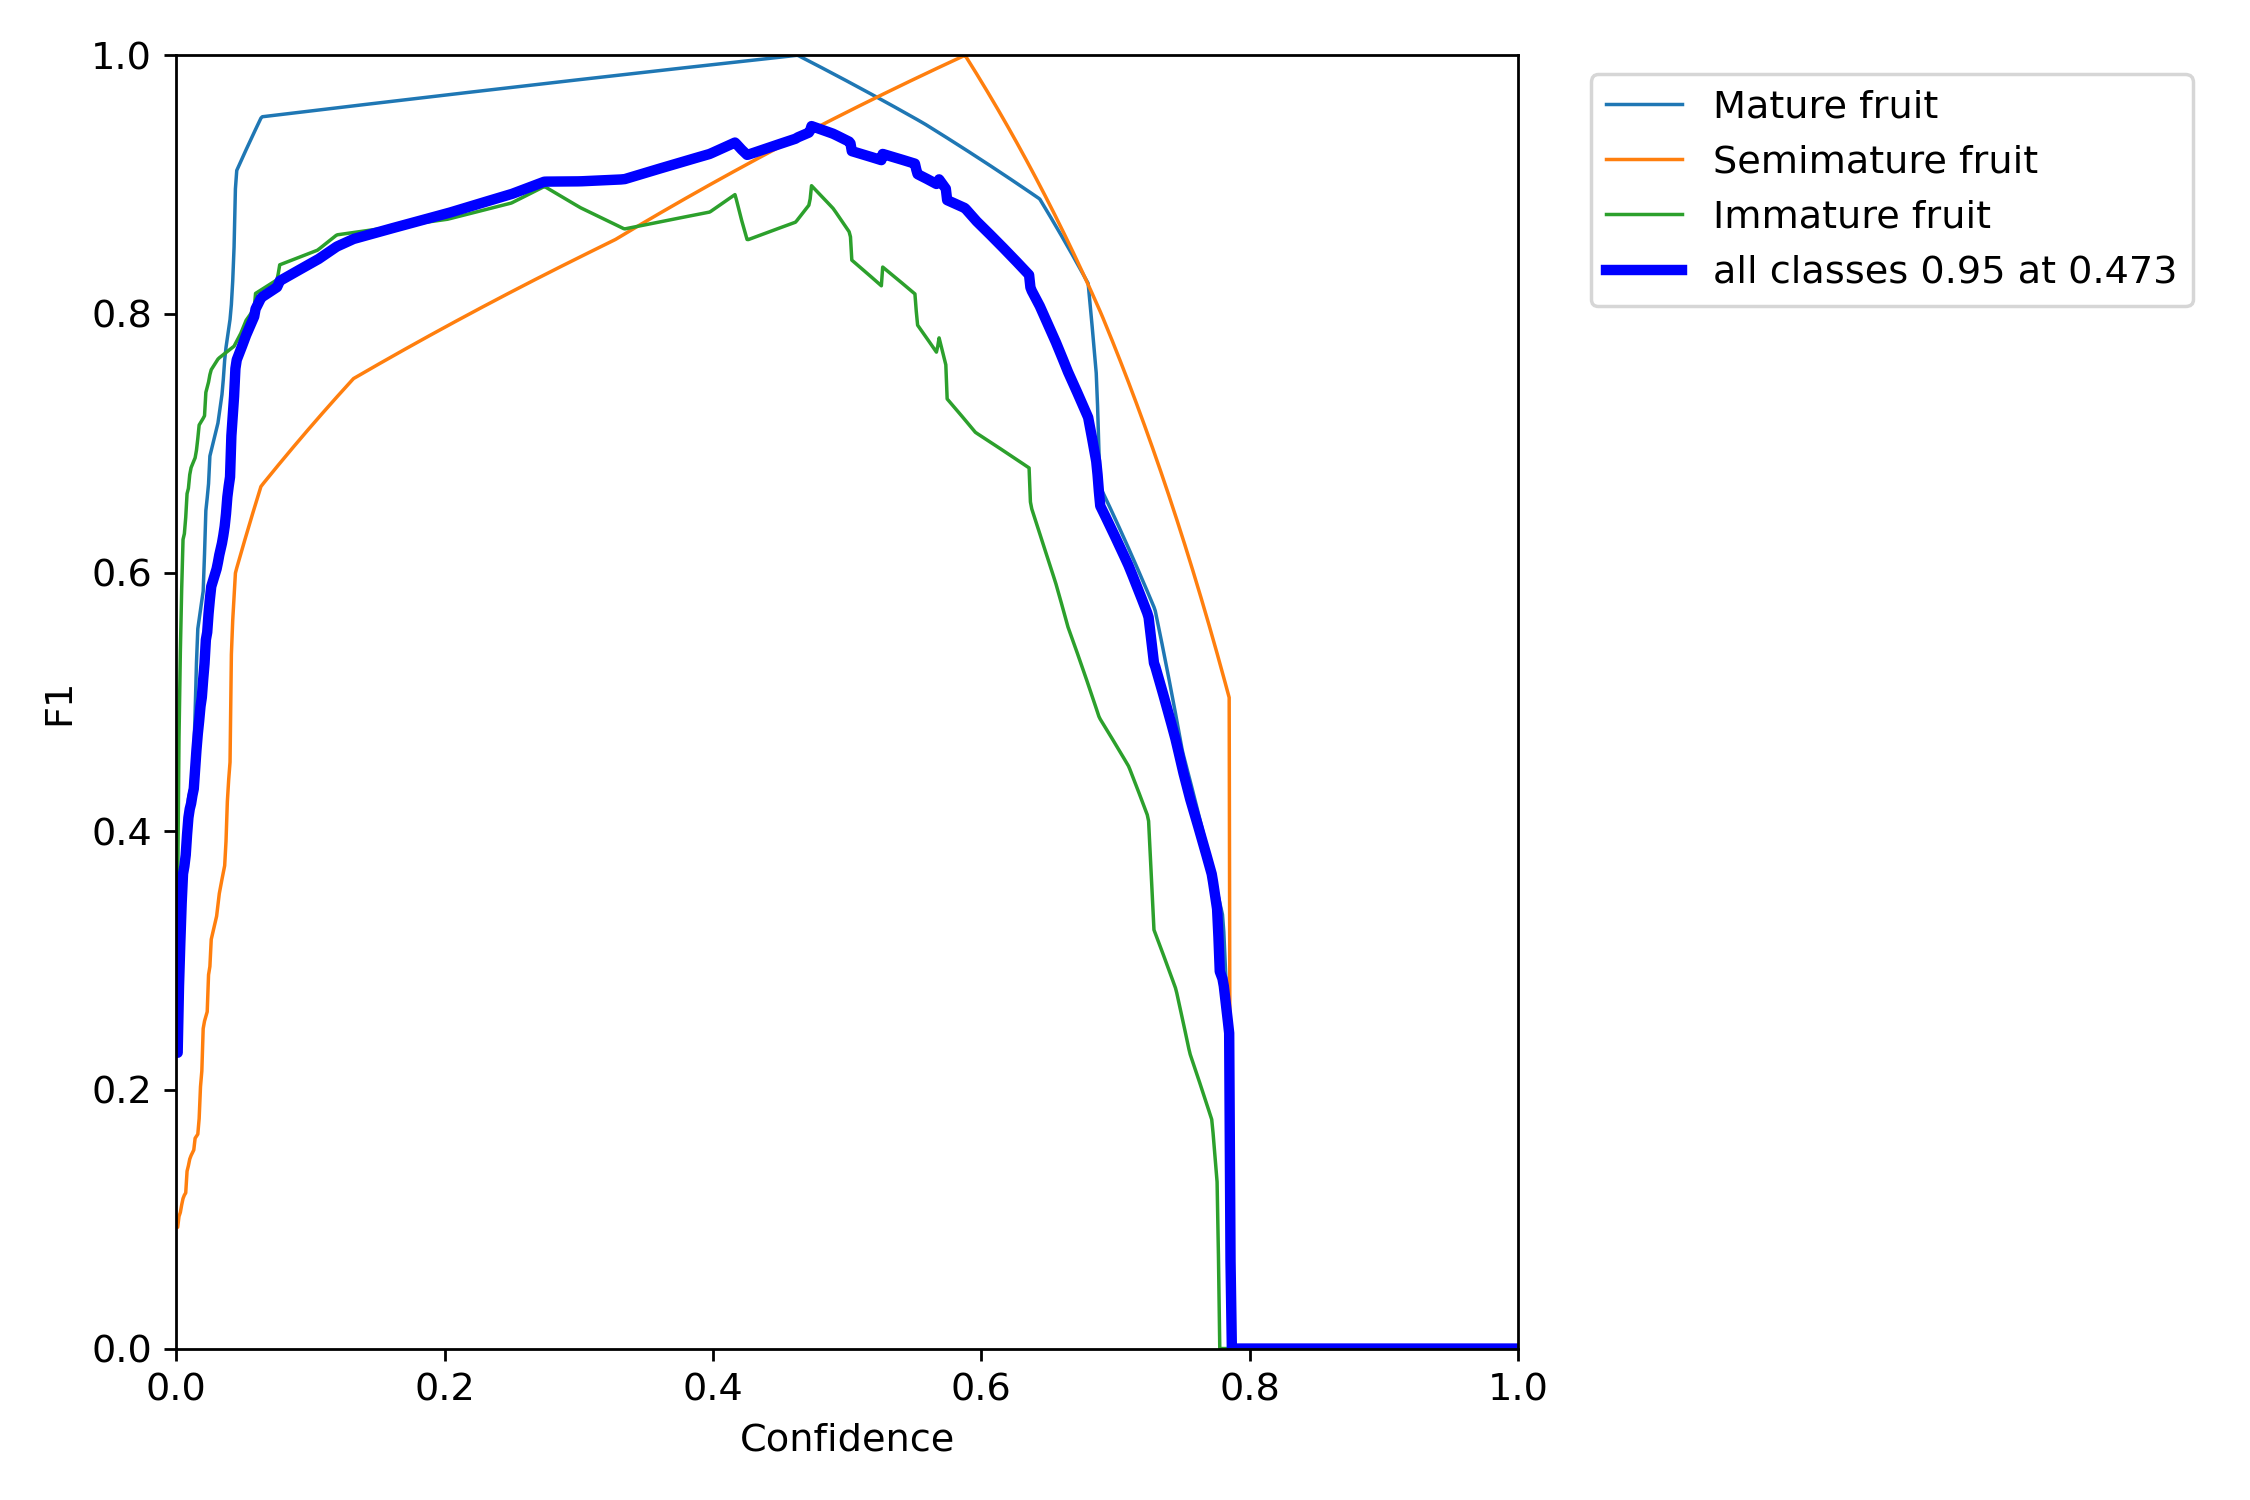 1.0
0.8
0.6
0.4
0.2
0.0
F1
0.0 0.2 0.4 0.6 0.8 1.0
Confidence
Mature fruit
Semimature fruit
Immature fruit
all classes 0.95 at 0.473